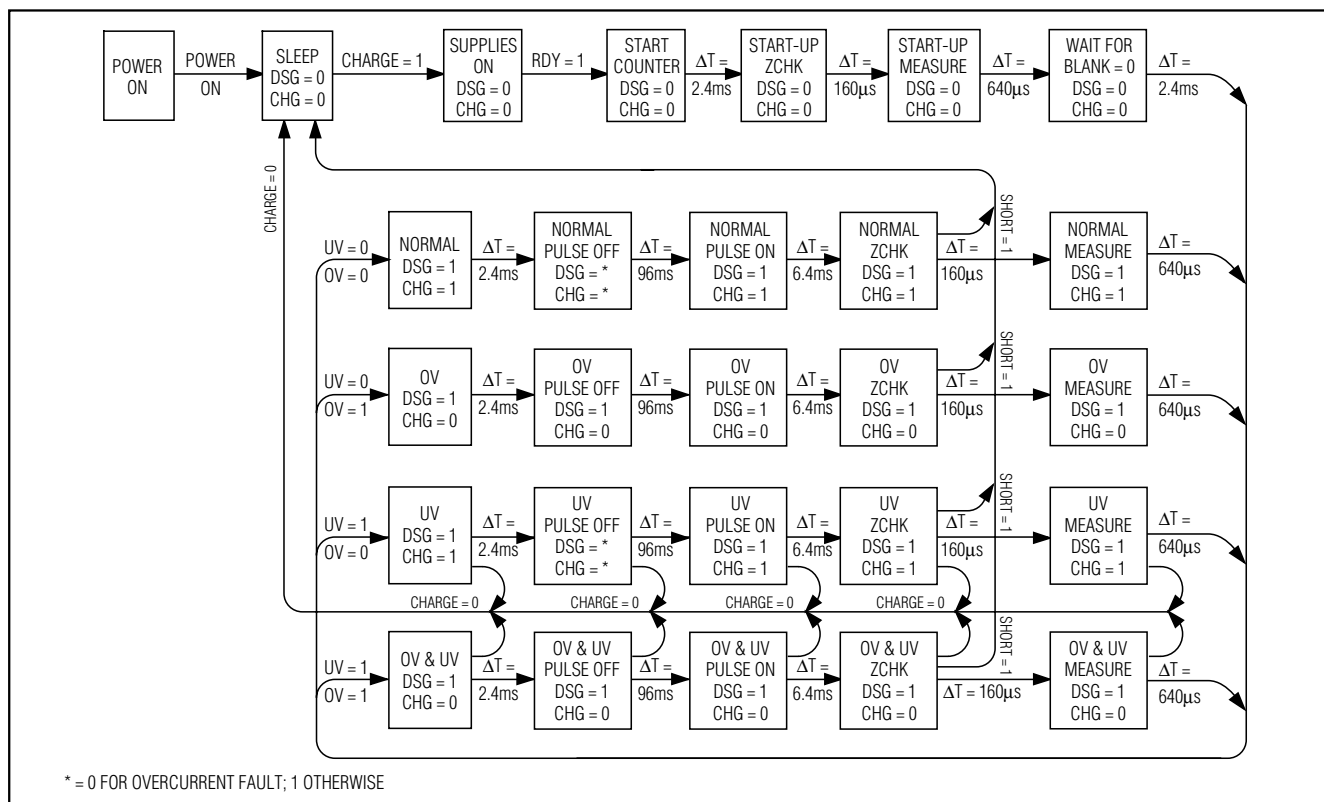 POWER
ON
POWER
ON
SLEEP
DSG = 0
CHG = 0
CHARGE = 1
SUPPLIES
ON
DSG = 0
CHG = 0
RDY = 1
START
COUNTER
DSG = 0
CHG = 0
ΔT =
2.4ms
START-UP
ZCHK
DSG = 0
CHG = 0
ΔT =
160µs
START-UP
MEASURE
DSG = 0
CHG = 0
ΔT =
640µs
WAIT FOR
BLANK = 0
DSG = 0
CHG = 0
ΔT =
2.4ms
CHARGE = 0
UV = 0
OV = 0
NORMAL
DSG = 1
CHG = 1
ΔT =
2.4ms
NORMAL
PULSE OFF
DSG = *
CHG = *
ΔT =
96ms
NORMAL
PULSE ON
DSG = 1
CHG = 1
ΔT =
6.4ms
NORMAL
ZCHK
DSG = 1
CHG = 1
SHORT = 1
ΔT =
160µs
NORMAL
MEASURE
DSG = 1
CHG = 1
ΔT =
640µs
UV = 0
OV = 1
OV
DSG = 1
CHG = 0
ΔT =
2.4ms
OV
PULSE OFF
DSG = 1
CHG = 0
ΔT =
96ms
OV
PULSE ON
DSG = 1
CHG = 0
ΔT =
6.4ms
OV
ZCHK
DSG = 1
CHG = 0
SHORT = 1
ΔT =
160µs
OV
MEASURE
DSG = 1
CHG = 0
ΔT =
640µs
UV = 1
OV = 0
UV
DSG = 1
CHG = 1
ΔT =
2.4ms
UV
PULSE OFF
DSG = *
CHG = *
ΔT =
96ms
UV
PULSE ON
DSG = 1
CHG = 1
ΔT =
6.4ms
UV
ZCHK
DSG = 1
CHG = 1
SHORT = 1
ΔT =
160µs
UV
MEASURE
DSG = 1
CHG = 1
ΔT =
640µs
CHARGE = 0
CHARGE = 0
CHARGE = 0
CHARGE = 0
UV = 1
OV = 1
OV & UV
DSG = 1
CHG = 0
ΔT =
2.4ms
OV & UV
PULSE OFF
DSG = 1
CHG = 0
ΔT =
96ms
OV & UV
PULSE ON
DSG = 1
CHG = 0
ΔT =
6.4ms
OV & UV
ZCHK
DSG = 1
CHG = 0
SHORT = 1
ΔT = 160µs
OV & UV
MEASURE
DSG = 1
CHG = 0
ΔT =
640µs
* = 0 FOR OVERCURRENT FAULT; 1 OTHERWISE